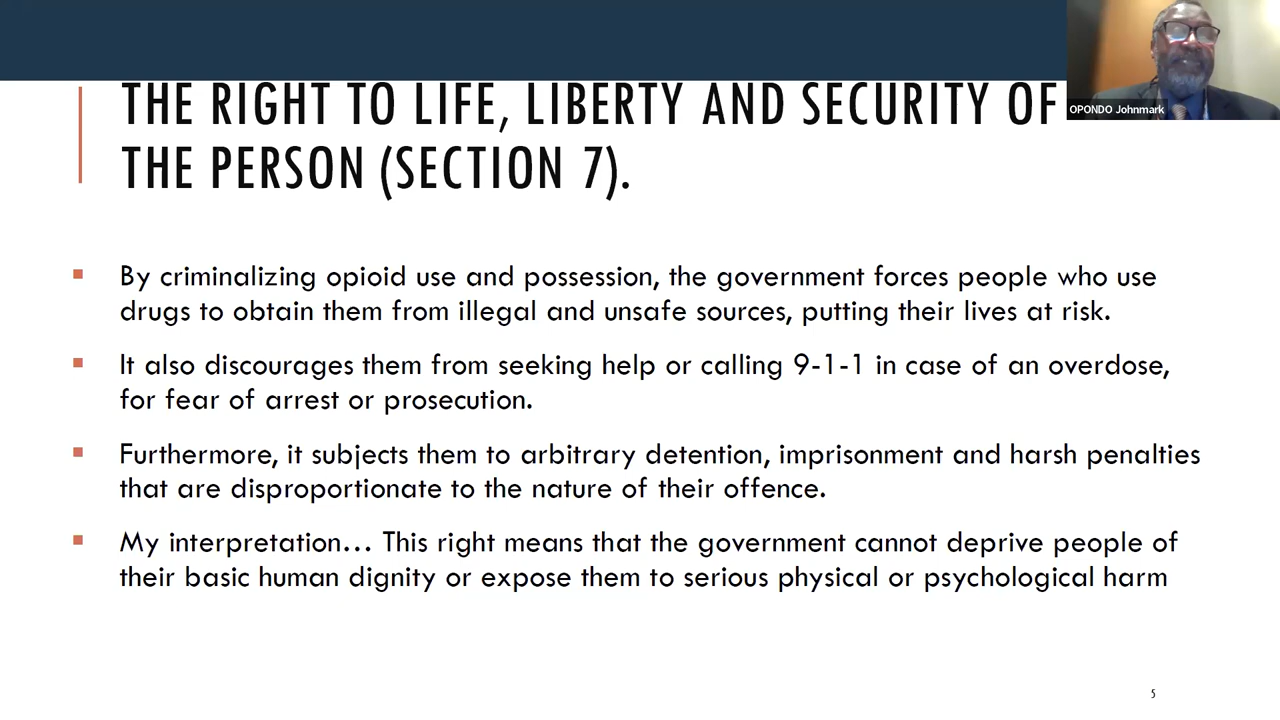 THE RIGHT TO LIFE, LIBERTY AND SECURITY OF
THE PERSON (SECTION 7).
OPONDO Johnmark
By criminalizing opioid use and possession, the government forces people who use
drugs to obtain them from illegal and unsafe sources, putting their lives at risk.
It also discourages them from seeking help or calling 9-1-1 in case of an overdose,
for fear of arrest or prosecution.
Furthermore, it subjects them to arbitrary detention, imprisonment and harsh penalties
that are disproportionate to the nature of their offence.
My interpretation... This right means that the government cannot deprive people of
their basic human dignity or expose them to serious physical or psychological harm
5